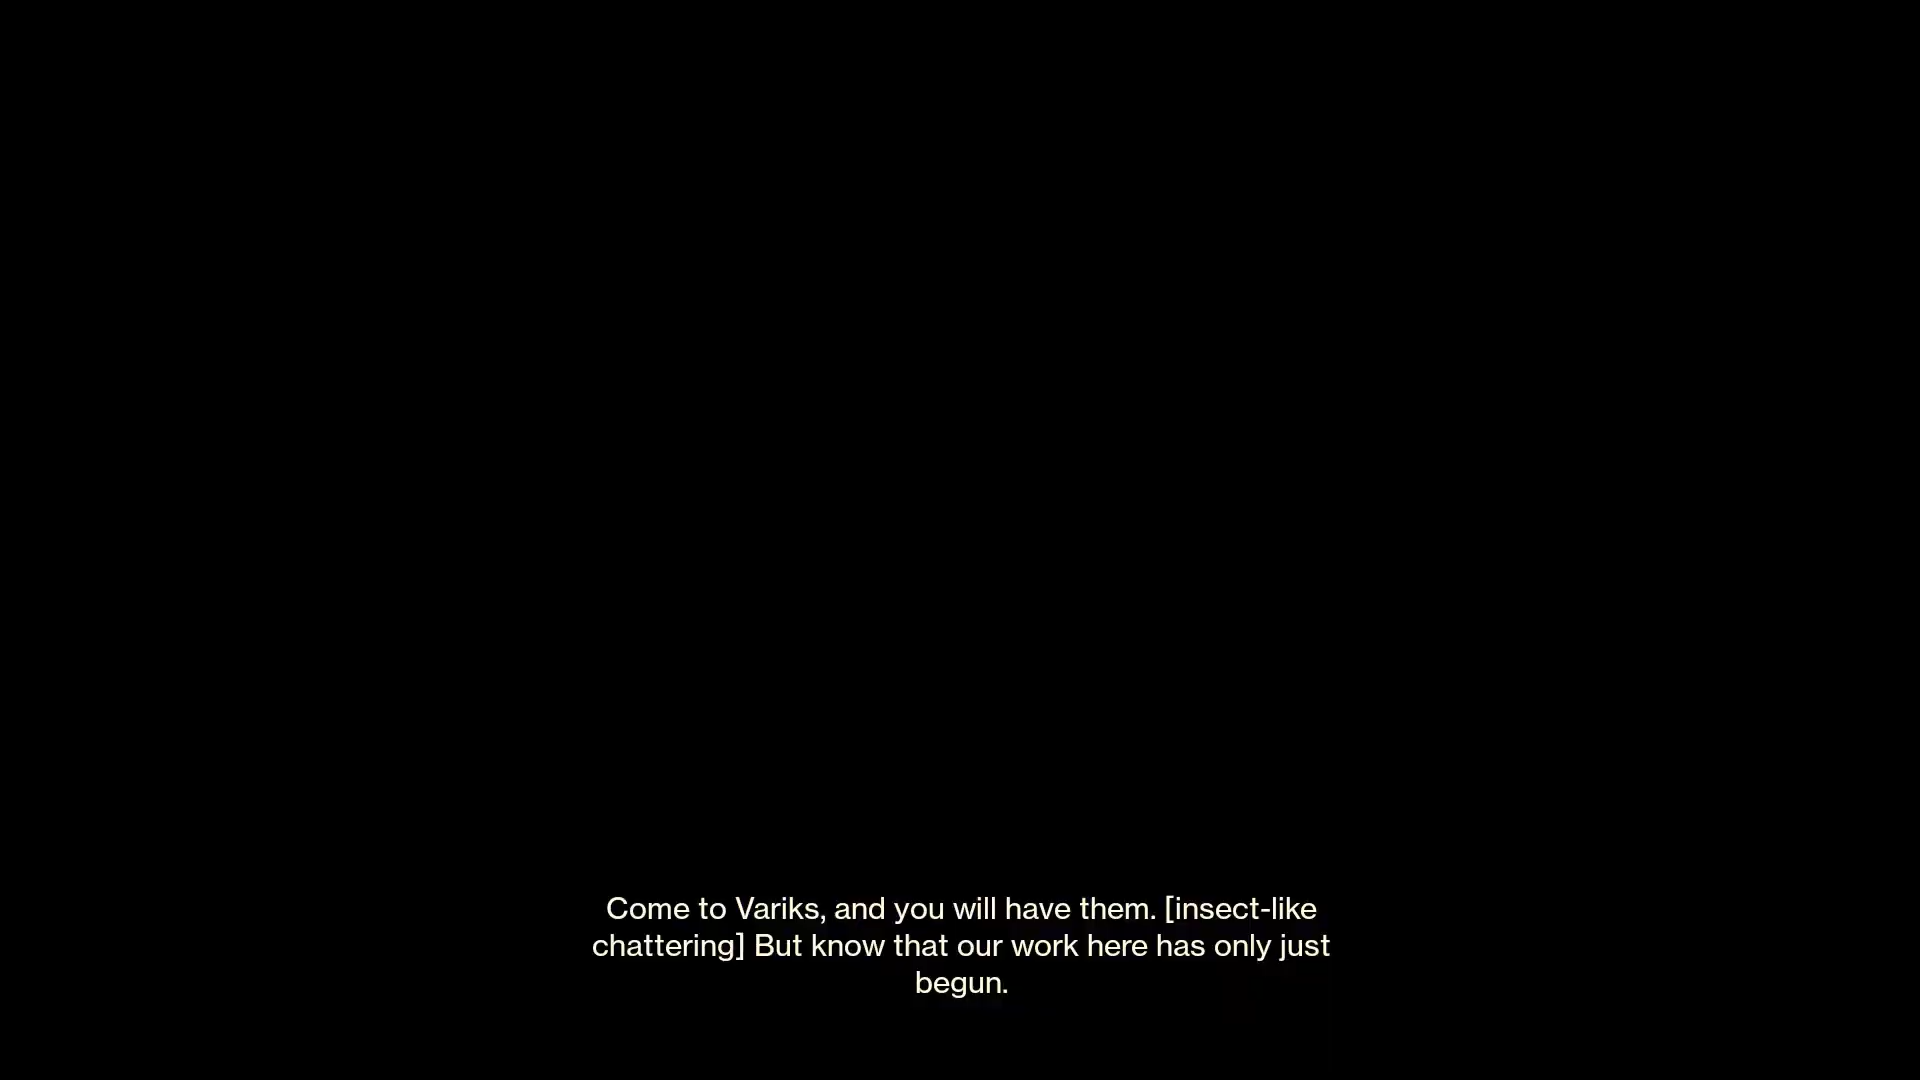 Come to Variks, and you will have them. [insect-like
chattering] But know that our work here has only just
begun.